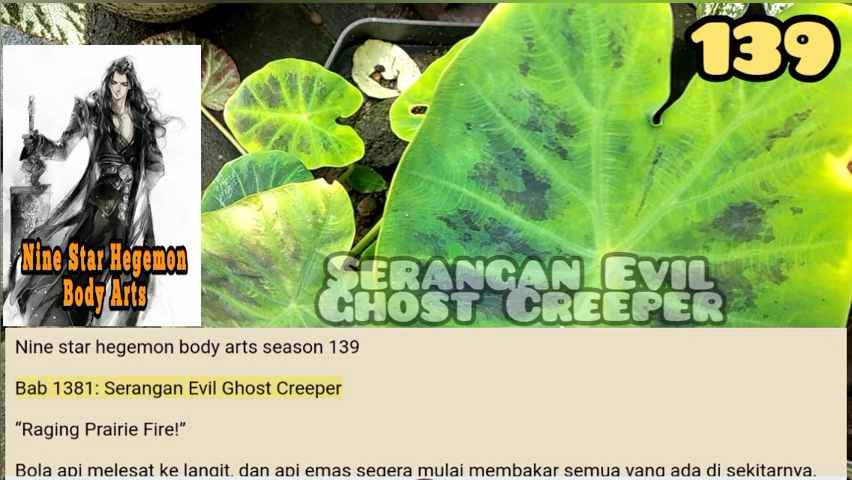 139
Nine Star Hegemon
Body Arts
SERANGAN EVIL
GHOST CREEPER
Nine star hegemon body arts season 139
Bab 1381: Serangan Evil Ghost Creeper
“Raging Prairie Fire!”
Bola api melesat ke langit, dan api emas segera mulai membakar semua yang ada di sekitarnya.